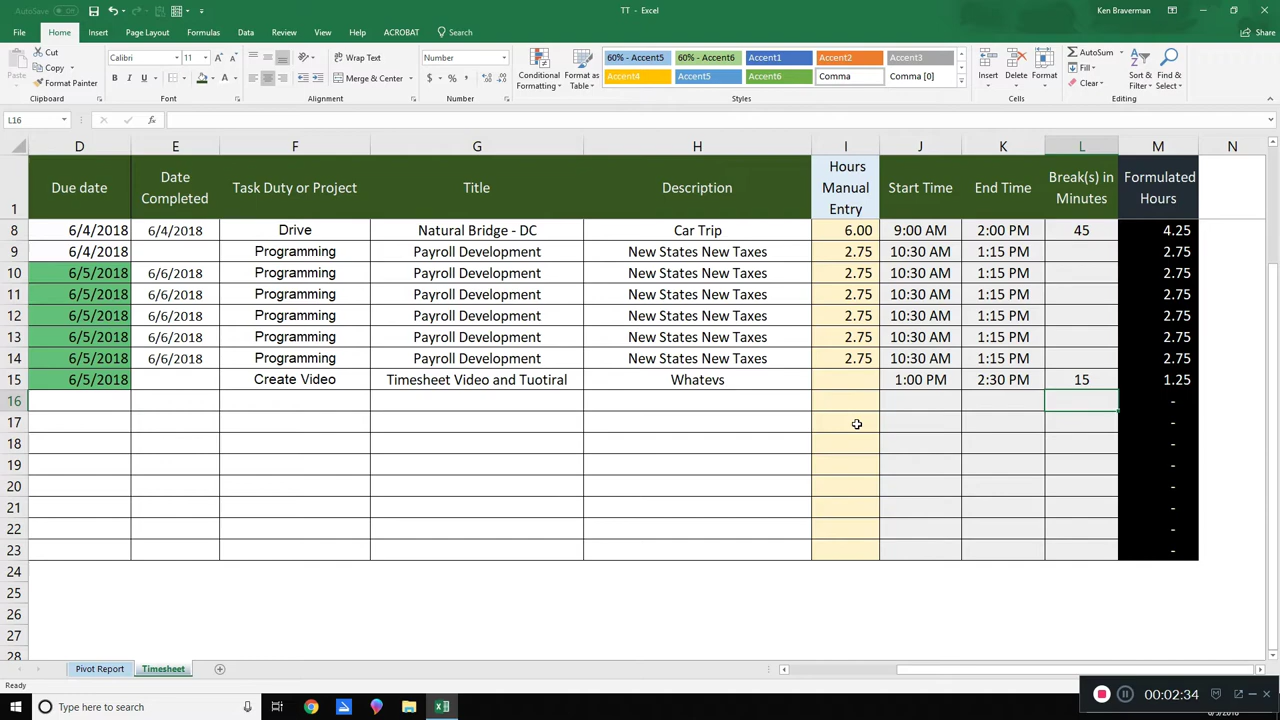 AutoSave
TT - Excel
Ken Braverman
File Home Insert Page Layout Formulas Data Review View Help ACROBAT Search Share
Paste
Cut
Copy
Format Painter
Clipboard
Calibri 11
B I U
Font
Wrap Text
Merge & Center
Alignment
Number
$ % ,
Number
Conditional Formatting
Format as Table
60% - Accent5 60% - Accent6 Accent1 Accent2 Accent3
Accent4 Accent5 Accent6 Comma Comma [0]
Styles
Insert Delete Format
Cells
AutoSum
Fill
Clear
Sort & Filter
Find & Select
Editing
L16
fx
D E F G H I J K L M N
1 Due date Date Completed Task Duty or Project Title Description Hours Manual Entry Start Time End Time Break(s) in Minutes Formulated Hours
8 6/4/2018 6/4/2018 Drive Natural Bridge - DC Car Trip 6.00 9:00 AM 2:00 PM 45 4.25
9 6/4/2018 Programming Payroll Development New States New Taxes 2.75 10:30 AM 1:15 PM 2.75
10 6/5/2018 6/6/2018 Programming Payroll Development New States New Taxes 2.75 10:30 AM 1:15 PM 2.75
11 6/5/2018 6/6/2018 Programming Payroll Development New States New Taxes 2.75 10:30 AM 1:15 PM 2.75
12 6/5/2018 6/6/2018 Programming Payroll Development New States New Taxes 2.75 10:30 AM 1:15 PM 2.75
13 6/5/2018 6/6/2018 Programming Payroll Development New States New Taxes 2.75 10:30 AM 1:15 PM 2.75
14 6/5/2018 6/6/2018 Programming Payroll Development New States New Taxes 2.75 10:30 AM 1:15 PM 2.75
15 6/5/2018 Create Video Timesheet Video and Tuotiral Whatevs 1:00 PM 2:30 PM 15 1.25
16 -
17 -
18 -
19 -
20 -
21 -
22 -
23 -
24
25
26
27
28
Pivot Report Timesheet
Ready
Type here to search
00:02:34